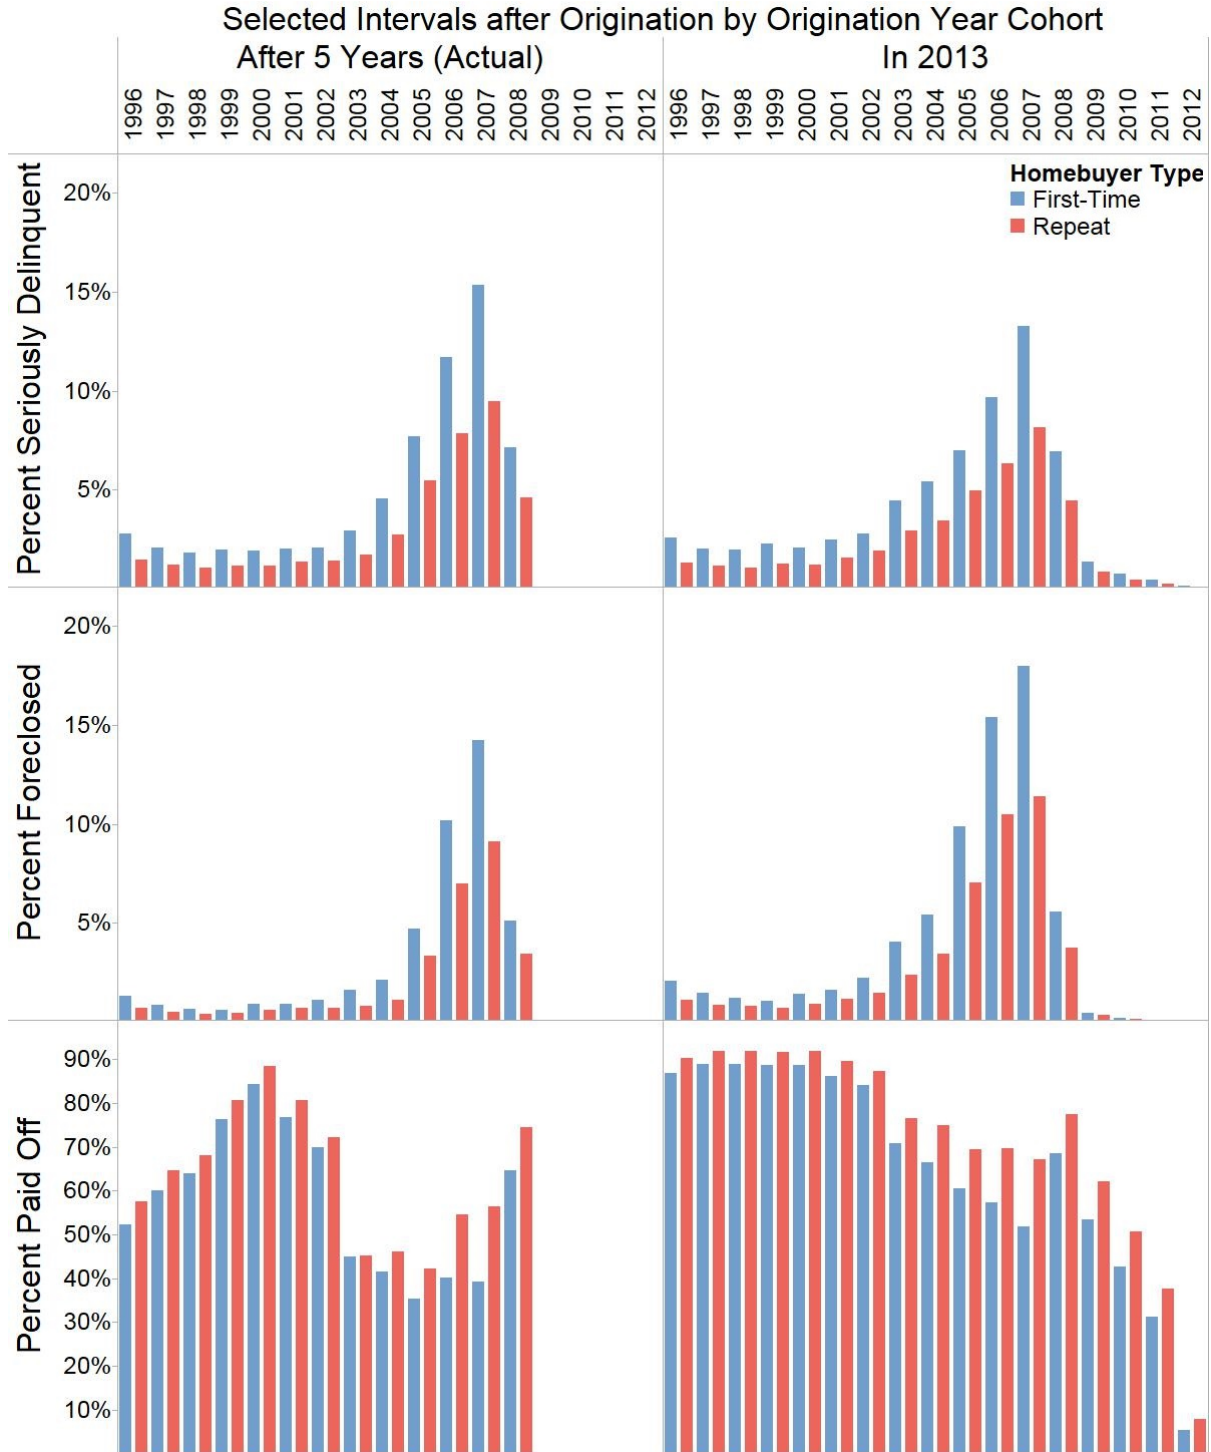 Selected Intervals after Origination by Origination Year Cohort
After 5 Years (Actual)
In 2013
1996 1997 1998 1999 2000 2001 2002 2003 2004 2005 2006 2007 2008 2009 2010 2011 2012
1996 1997 1998 1999 2000 2001 2002 2003 2004 2005 2006 2007 2008 2009 2010 2011 2012
Homebuyer Type
First-Time
Repeat
Percent Seriously Delinquent
20%
15%
10%
5%
Percent Foreclosed
20%
15%
10%
5%
Percent Paid Off
90%
80%
70%
60%
50%
40%
30%
20%
10%